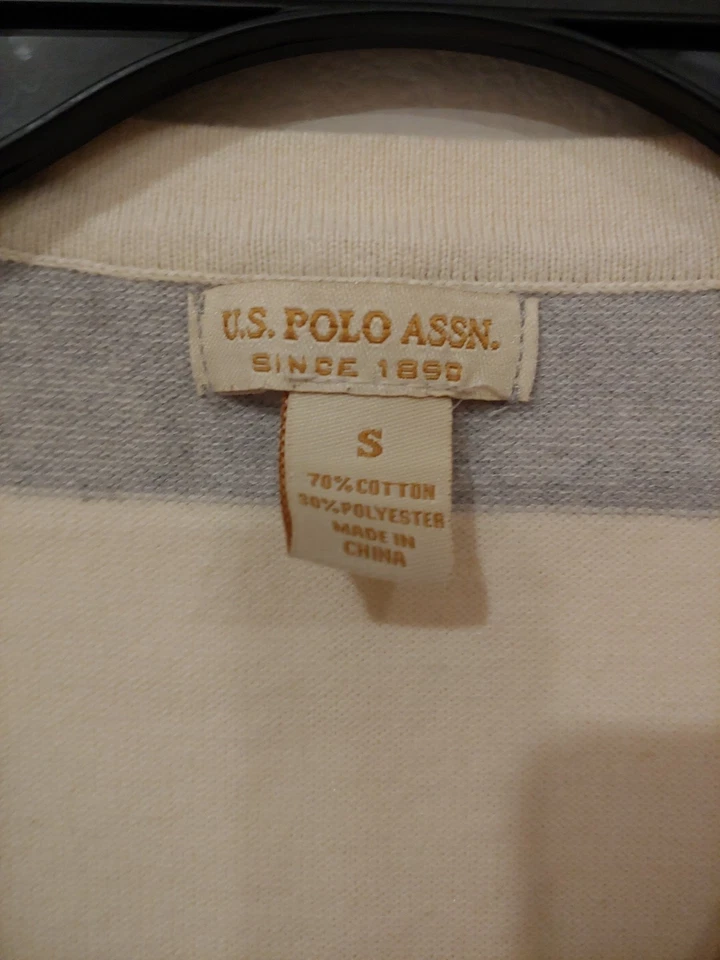 U.S. POLO ASSN.
SINCE 1890
S
70% COTTON
30% POLYESTER
MADE IN
CHINA